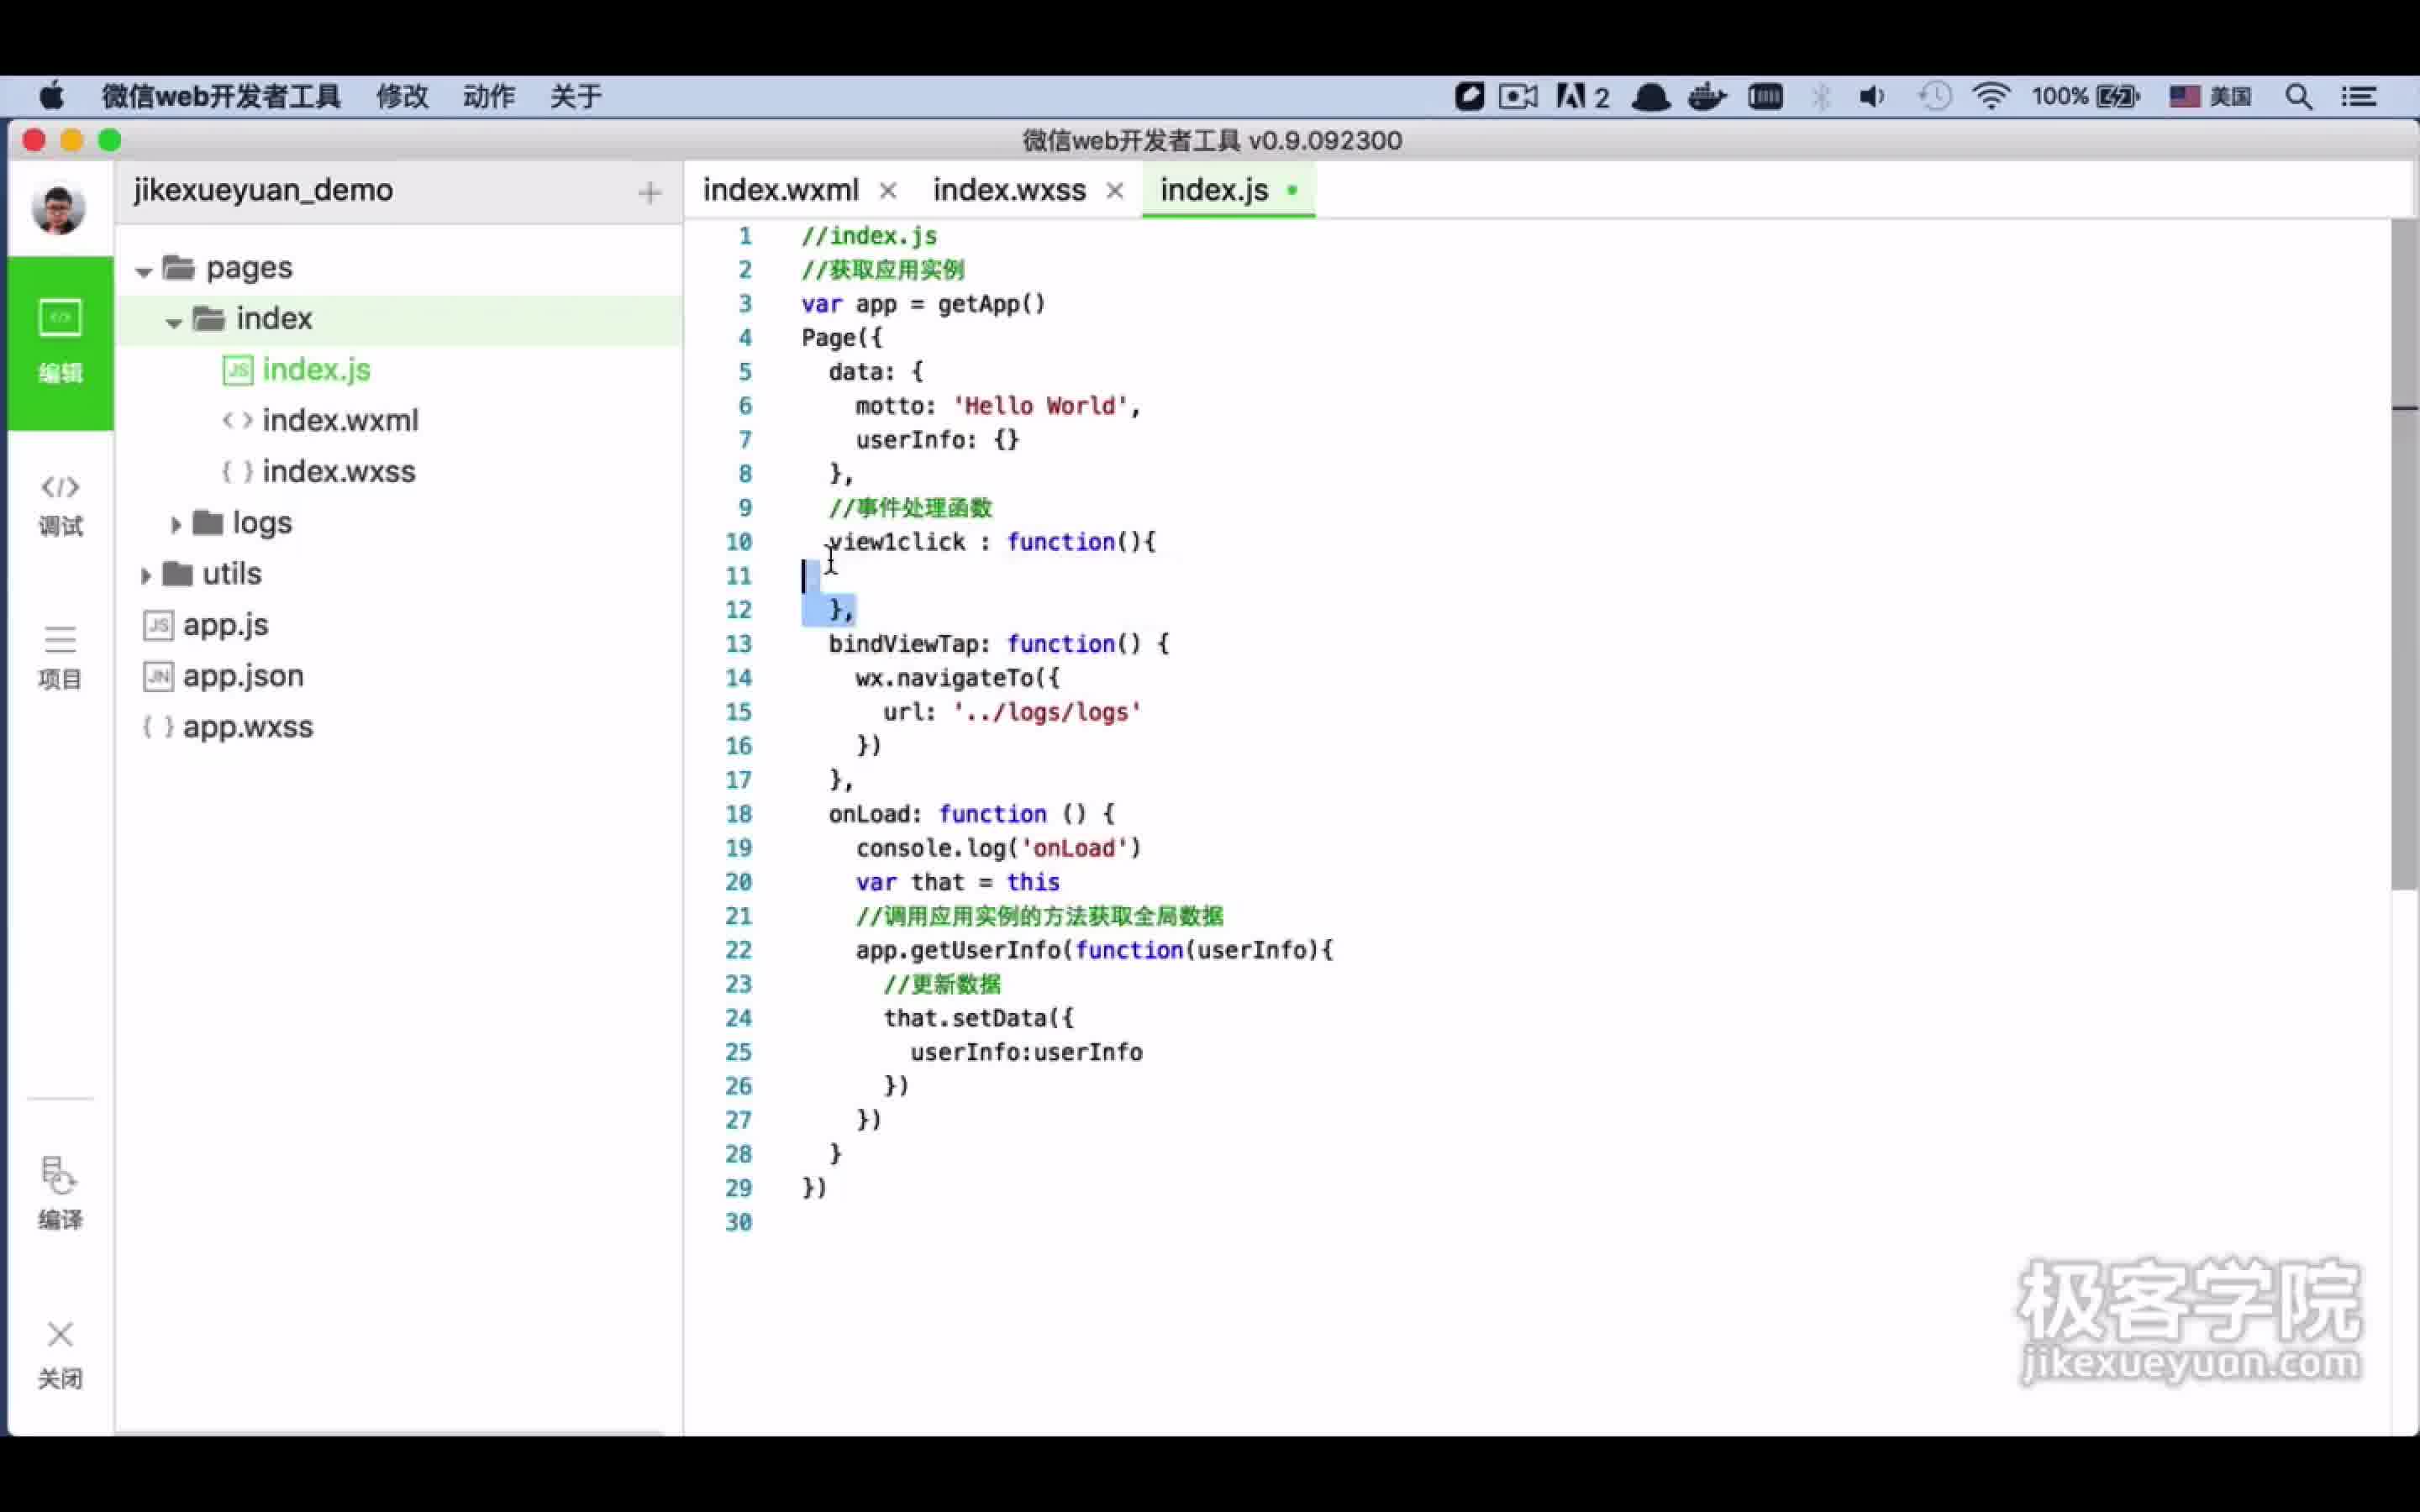 微信web开发者工具 修改 动作 关于 2 100% 美国
微信web开发者工具 v0.9.092300
jikexueyuan_demo +
index.wxml × index.wxss × index.js
编辑
调试
项目
编译
关闭
pages
index
JS index.js
< > index.wxml
{ } index.wxss
logs
utils
JS app.js
JN app.json
{ } app.wxss
1 //index.js
2 //获取应用实例
3 var app = getApp()
4 Page({
5 data: {
6 motto: 'Hello World',
7 userInfo: {}
8 },
9 //事件处理函数
10 view1click : function(){
11
12 },
13 bindViewTap: function() {
14 wx.navigateTo({
15 url: '../logs/logs'
16 })
17 },
18 onLoad: function () {
19 console.log('onLoad')
20 var that = this
21 //调用应用实例的方法获取全局数据
22 app.getUserInfo(function(userInfo){
23 //更新数据
24 that.setData({
25 userInfo:userInfo
26 })
27 })
28 }
29 })
30
极客学院
jikexueyuan.com